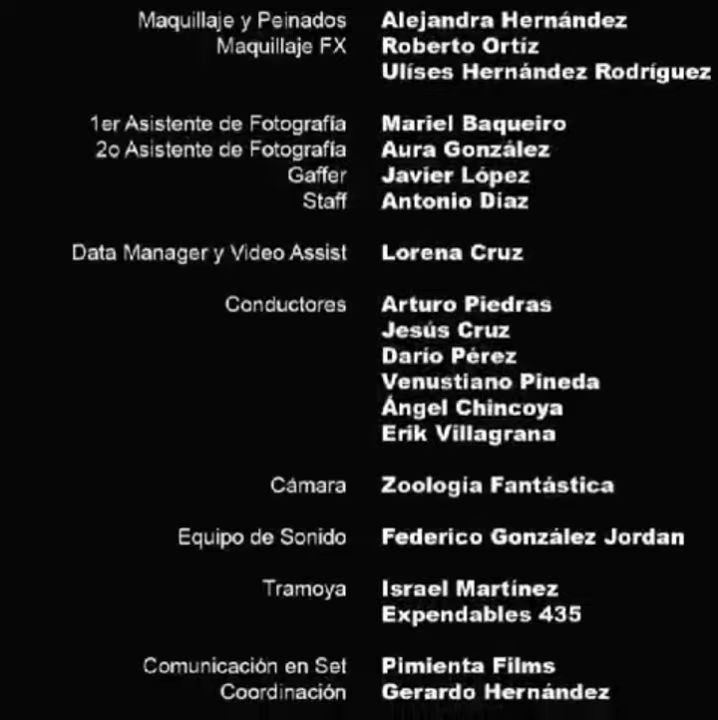 Maquillaje y Peinados Alejandra Hernández
Maquillaje FX Roberto Ortíz
Ulíses Hernández Rodríguez
1er Asistente de Fotografía Mariel Baqueiro
2o Asistente de Fotografía Aura González
Gaffer Javier López
Staff Antonio Díaz
Data Manager y Video Assist Lorena Cruz
Conductores Arturo Piedras
Jesús Cruz
Darío Pérez
Venustiano Pineda
Ángel Chincoya
Erik Villagrana
Cámara Zoología Fantástica
Equipo de Sonido Federico González Jordan
Tramoya Israel Martínez
Expendables 435
Comunicación en Set Pimienta Films
Coordinación Gerardo Hernández